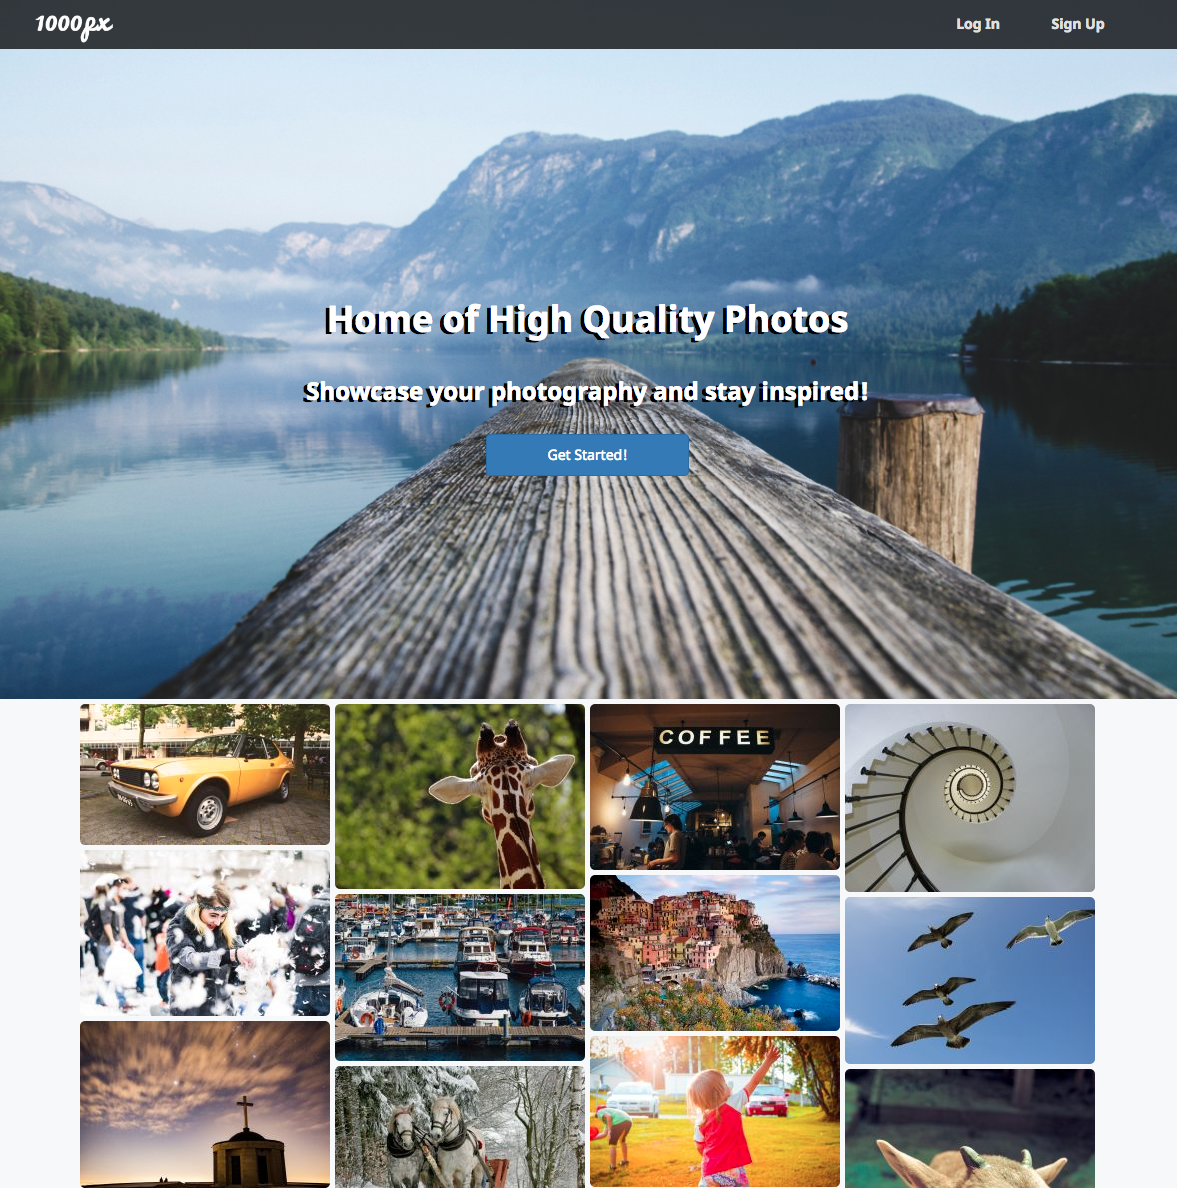 1000px
Log In
Sign Up
Home of High Quality Photos
Showcase your photography and stay inspired!
Get Started!
COFFEE